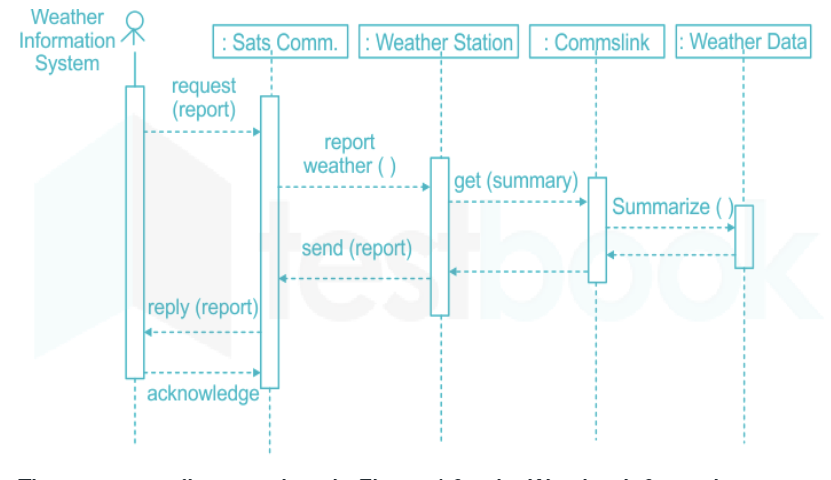 Weather
Information
System
: Sats Comm.
: Weather Station
: Commslink
: Weather Data
request
(report)
report
weather ( )
get (summary)
Summarize ( )
send (report)
reply (report)
acknowledge
testbook